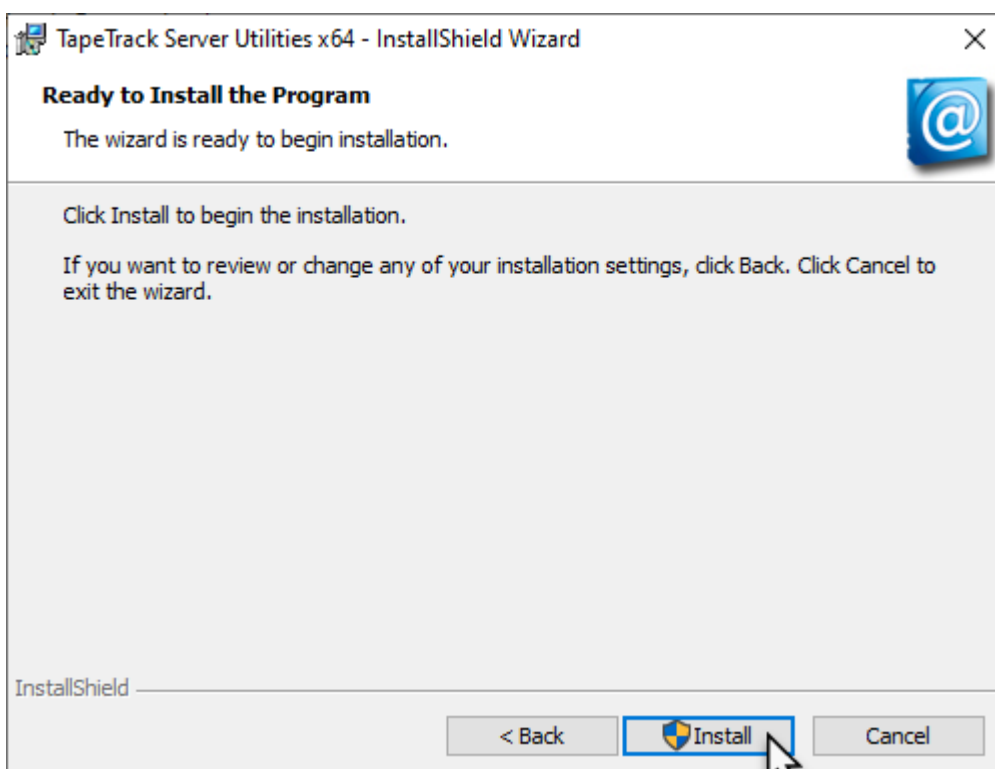 TapeTrack Server Utilities x64 - InstallShield Wizard
Ready to Install the Program
The wizard is ready to begin installation.
@
Click Install to begin the installation.
If you want to review or change any of your installation settings, click Back. Click Cancel to
exit the wizard.
InstallShield
< Back
Install
Cancel